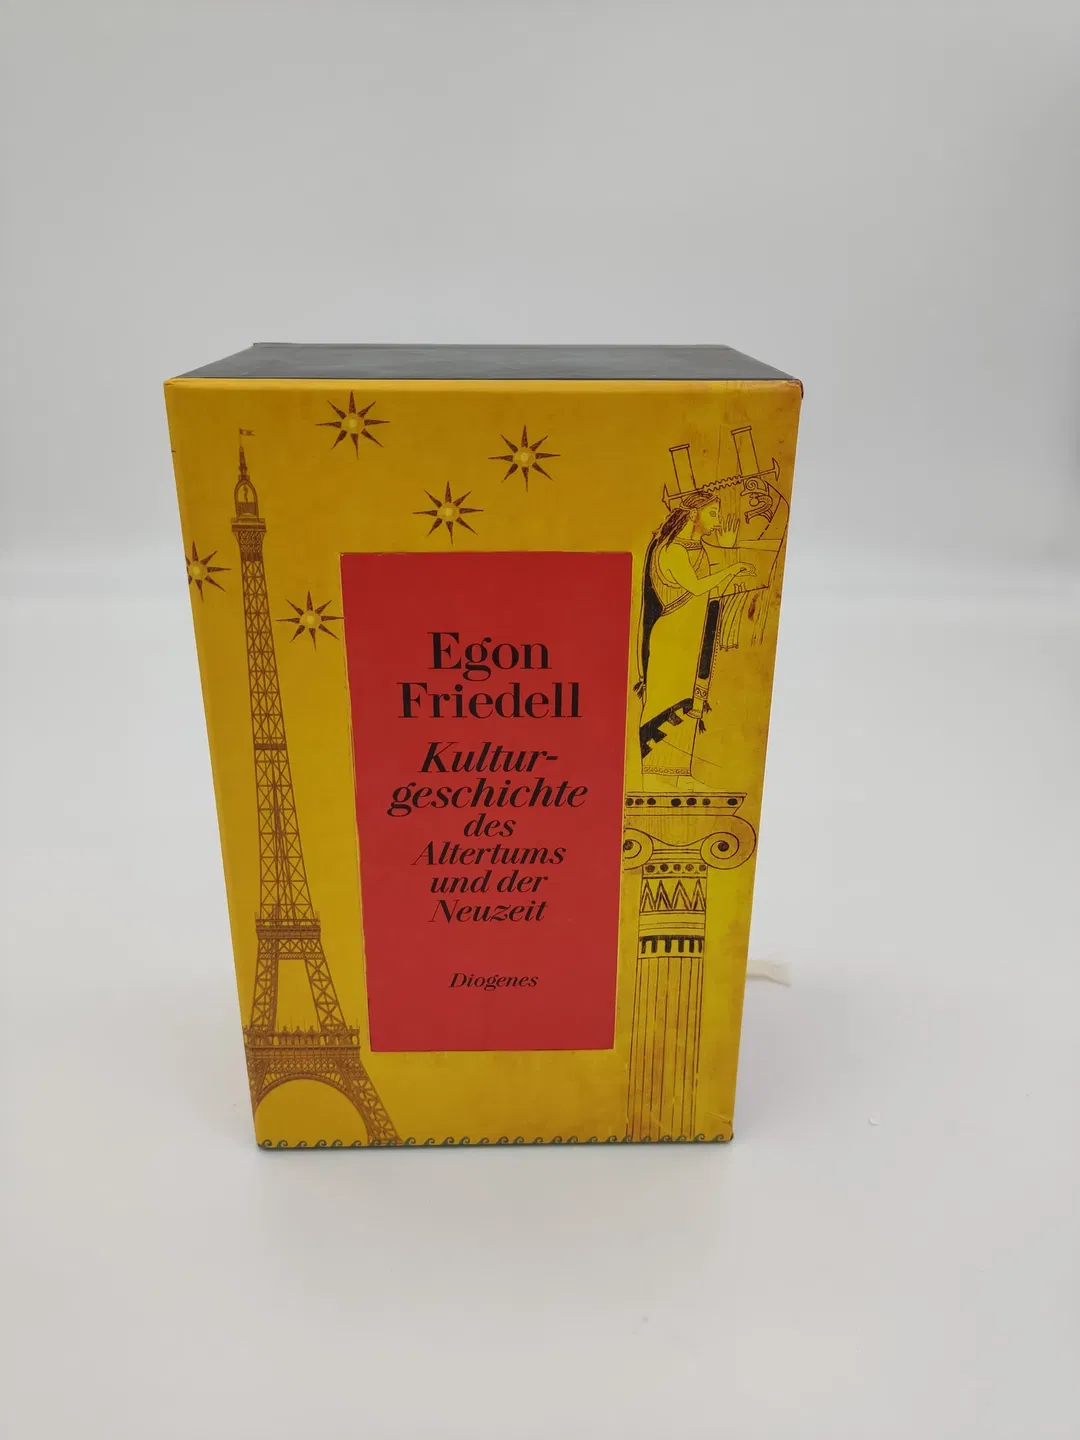 Egon
Friedell
Kultur-
geschichte
des
Altertums
und der
Neuzeit
Diogenes